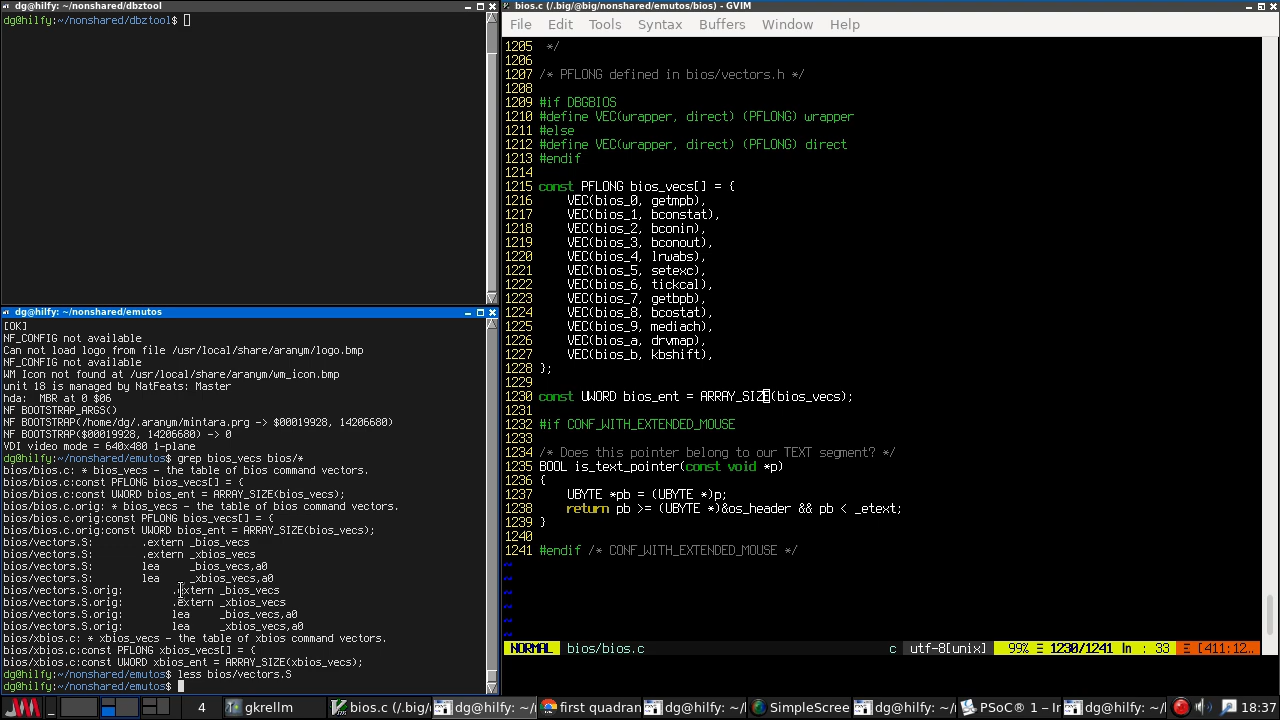 dg@hilfy: ~/nonshared/dbztool
dg@hilfy:~/nonshared/dbztool$
dg@hilfy: ~/nonshared/emutos
[OK]
NF_CONFIG not available
Can not load logo from file /usr/local/share/aranym/logo.bmp
NF_CONFIG not available
WM Icon not found at /usr/local/share/aranym/wm_icon.bmp
unit 18 is managed by NatFeats: Master
hda:  MBR at 0 $06
NF BOOTSTRAP_ARGS()
NF BOOTSTRAP(/home/dg/.aranym/mintara.prg -> $00019928, 14206680)
NF BOOTSTRAP($00019928, 14206680) -> 0
VDI video mode = 640x480 1-plane
dg@hilfy:~/nonshared/emutos$ grep bios_vecs bios/*
bios/bios.c: * bios_vecs - the table of bios command vectors.
bios/bios.c:const PFLONG bios_vecs[] = {
bios/bios.c:const UWORD bios_ent = ARRAY_SIZE(bios_vecs);
bios/bios.c.orig: * bios_vecs - the table of bios command vectors.
bios/bios.c.orig:const PFLONG bios_vecs[] = {
bios/bios.c.orig:const UWORD bios_ent = ARRAY_SIZE(bios_vecs);
bios/vectors.S:        .extern _bios_vecs
bios/vectors.S:        .extern _xbios_vecs
bios/vectors.S:        lea     _bios_vecs,a0
bios/vectors.S:        lea     _xbios_vecs,a0
bios/vectors.S.orig:        .extern _bios_vecs
bios/vectors.S.orig:        .extern _xbios_vecs
bios/vectors.S.orig:        lea     _bios_vecs,a0
bios/vectors.S.orig:        lea     _xbios_vecs,a0
bios/xbios.c: * xbios_vecs - the table of xbios command vectors.
bios/xbios.c:const PFLONG xbios_vecs[] = {
bios/xbios.c:const UWORD xbios_ent = ARRAY_SIZE(xbios_vecs);
dg@hilfy:~/nonshared/emutos$ less bios/vectors.S
dg@hilfy:~/nonshared/emutos$
bios.c (/.big/@big/nonshared/emutos/bios) - GVIM
File Edit Tools Syntax Buffers Window Help
1205  */
1206
1207 /* PFLONG defined in bios/vectors.h */
1208
1209 #if DBGBIOS
1210 #define VEC(wrapper, direct) (PFLONG) wrapper
1211 #else
1212 #define VEC(wrapper, direct) (PFLONG) direct
1213 #endif
1214
1215 const PFLONG bios_vecs[] = {
1216     VEC(bios_0, getmpb),
1217     VEC(bios_1, bconstat),
1218     VEC(bios_2, bconin),
1219     VEC(bios_3, bconout),
1220     VEC(bios_4, lrwabs),
1221     VEC(bios_5, setexc),
1222     VEC(bios_6, tickcal),
1223     VEC(bios_7, getbpb),
1224     VEC(bios_8, bcostat),
1225     VEC(bios_9, mediach),
1226     VEC(bios_a, drvmap),
1227     VEC(bios_b, kbshift),
1228 };
1229
1230 const UWORD bios_ent = ARRAY_SIZE(bios_vecs);
1231
1232 #if CONF_WITH_EXTENDED_MOUSE
1233
1234 /* Does this pointer belong to our TEXT segment? */
1235 BOOL is_text_pointer(const void *p)
1236 {
1237     UBYTE *pb = (UBYTE *)p;
1238     return pb >= (UBYTE *)&os_header && pb < _etext;
1239 }
1240
1241 #endif /* CONF_WITH_EXTENDED_MOUSE */
~
~
~
~
~
~
NORMAL bios/bios.c c utf-8[unix] 99% Ξ 1230/1241 ln : 33 Ξ [411:12…
4 gkrellm bios.c (/.big/ dg@hilfy: ~/ first quadran dg@hilfy: ~/ SimpleScree dg@hilfy: ~/ PSoC® 1 – I dg@hilfy: ~/ 18:37